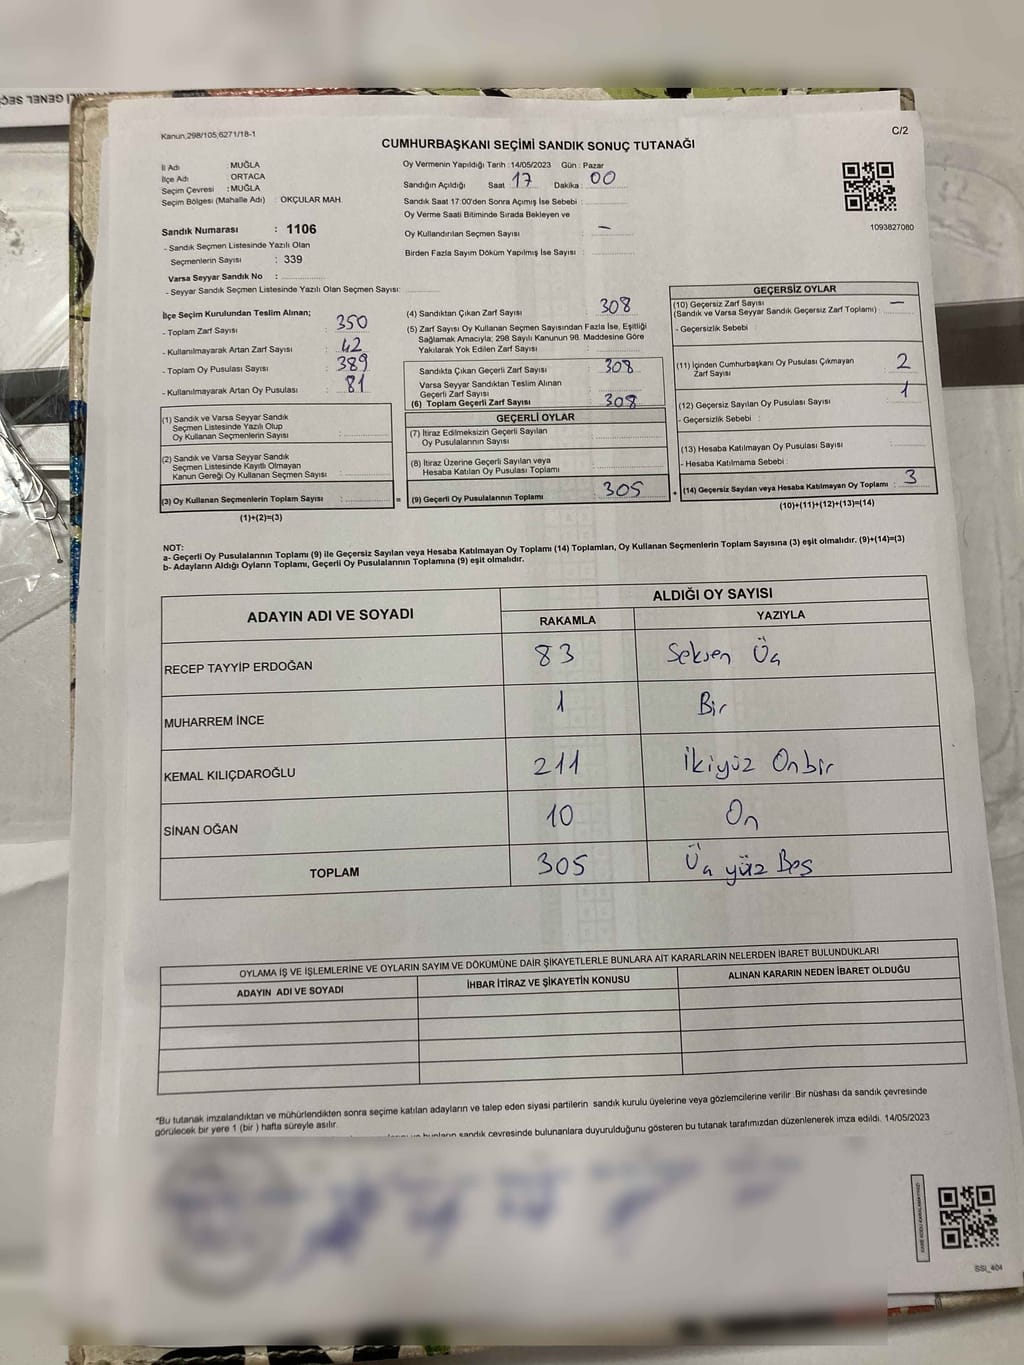 Kanun,298/105;6271/18-1
C/2
CUMHURBAŞKANI SEÇİMİ SANDIK SONUÇ TUTANAĞI
İl Adı : MUĞLA
İlçe Adı : ORTACA
Seçim Çevresi : MUĞLA
Seçim Bölgesi (Mahalle Adı) : OKÇULAR MAH.
Oy Vermenin Yapıldığı Tarih : 14/05/2023 Gün : Pazar
Sandığın Açıldığı Saat : 17 Dakika : 00
Sandık Saat 17:00'den Sonra Açımış İse Sebebi :
Oy Verme Saati Bitiminde Sırada Bekleyen ve
Oy Kullandırılan Seçmen Sayısı : –
Birden Fazla Sayım Döküm Yapılmış İse Sayısı :
1093827080
Sandık Numarası : 1106
- Sandık Seçmen Listesinde Yazılı Olan
Seçmenlerin Sayısı : 339
Varsa Seyyar Sandık No :
- Seyyar Sandık Seçmen Listesinde Yazılı Olan Seçmen Sayısı:
İlçe Seçim Kurulundan Teslim Alınan;
- Toplam Zarf Sayısı : 350
- Kullanılmayarak Artan Zarf Sayısı : 42
- Toplam Oy Pusulası Sayısı : 389
- Kullanılmayarak Artan Oy Pusulası : 81
(1) Sandık ve Varsa Seyyar Sandık
Seçmen Listesinde Yazılı Olup
Oy Kullanan Seçmenlerin Sayısı :
(2) Sandık ve Varsa Seyyar Sandık
Seçmen Listesinde Kayıtlı Olmayan
Kanun Gereği Oy Kullanan Seçmen Sayısı :
(3) Oy Kullanan Seçmenlerin Toplam Sayısı : =
(1)+(2)=(3)
(4) Sandıktan Çıkan Zarf Sayısı : 308
(5) Zarf Sayısı Oy Kullanan Seçmen Sayısından Fazla İse, Eşitliği
Sağlamak Amacıyla; 298 Sayılı Kanunun 98. Maddesine Göre
Yakılarak Yok Edilen Zarf Sayısı :
Sandıkta Çıkan Geçerli Zarf Sayısı : 308
Varsa Seyyar Sandıktan Teslim Alınan
Geçerli Zarf Sayısı :
(6) Toplam Geçerli Zarf Sayısı : 308
GEÇERLİ OYLAR
(7) İtiraz Edilmeksizin Geçerli Sayılan
Oy Pusulalarının Sayısı :
(8) İtiraz Üzerine Geçerli Sayılan veya
Hesaba Katılan Oy Pusulası Toplamı :
(9) Geçerli Oy Pusulalarının Toplamı : 305 +
GEÇERSİZ OYLAR
(10) Geçersiz Zarf Sayısı –
(Sandık ve Varsa Seyyar Sandık Geçersiz Zarf Toplamı) :
- Geçersizlik Sebebi :
(11) İçinden Cumhurbaşkanı Oy Pusulası Çıkmayan
Zarf Sayısı : 2
(12) Geçersiz Sayılan Oy Pusulası Sayısı : 1
- Geçersizlik Sebebi :
(13) Hesaba Katılmayan Oy Pusulası Sayısı :
- Hesaba Katılmama Sebebi :
(14) Geçersiz Sayılan veya Hesaba Katılmayan Oy Toplamı : 3
(10)+(11)+(12)+(13)=(14)
NOT:
a- Geçerli Oy Pusulalarının Toplamı (9) ile Geçersiz Sayılan veya Hesaba Katılmayan Oy Toplamı (14) Toplamları, Oy Kullanan Seçmenlerin Toplam Sayısına (3) eşit olmalıdır. (9)+(14)=(3)
b- Adayların Aldığı Oyların Toplamı, Geçerli Oy Pusulalarının Toplamına (9) eşit olmalıdır.
ADAYIN ADI VE SOYADI
ALDIĞI OY SAYISI
RAKAMLA YAZIYLA
RECEP TAYYİP ERDOĞAN 83 Seksen Üç
MUHARREM İNCE 1 Bir
KEMAL KILIÇDAROĞLU 211 İkiyüz Onbir
SİNAN OĞAN 10 On
TOPLAM 305 Üç yüz Beş
OYLAMA İŞ VE İŞLEMLERİNE VE OYLARIN SAYIM VE DÖKÜMÜNE DAİR ŞİKAYETLERLE BUNLARA AİT KARARLARIN NELERDEN İBARET BULUNDUKLARI
ADAYIN ADI VE SOYADI İHBAR İTİRAZ VE ŞİKAYETİN KONUSU ALINAN KARARIN NEDEN İBARET OLDUĞU
*Bu tutanak imzalandıktan ve mühürlendikten sonra seçime katılan adayların ve talep eden siyasi partilerin sandık kurulu üyelerine veya gözlemcilerine verilir. Bir nüshası da sandık çevresinde
görülecek bir yere 1 (bir ) hafta süreyle asılır.
sandık çevresinde bulunanlara duyurulduğunu gösteren bu tutanak tarafımızdan düzenlenerek imza edildi. 14/05/2023
SSI_404